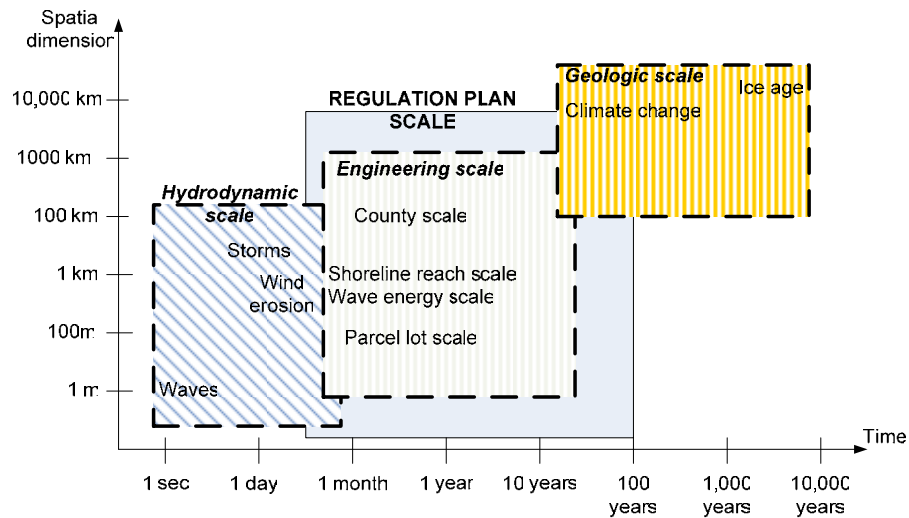 Spatia
dimension
10,000 km
1000 km
100 km
1 km
100m
1 m
REGULATION PLAN
SCALE
Geologic scale
Ice age
Climate change
Engineering scale
County scale
Shoreline reach scale
Wave energy scale
Parcel lot scale
Hydrodynamic
scale
Storms
Wind
erosion
Waves
Time
1 sec
1 day
1 month
1 year
10 years
100
years
1,000
years
10,000
years